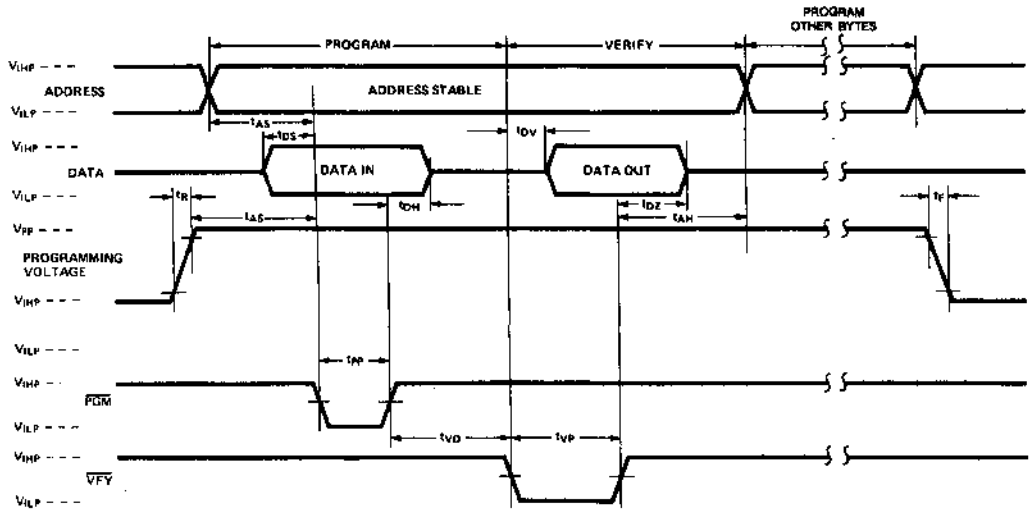 PROGRAM
OTHER BYTES
PROGRAM
VERIFY
VIHP
ADDRESS
ADDRESS STABLE
VILP
tAS
tDS
tDV
VIHP
DATA
DATA IN
DATA OUT
VILP
tR
tAS
tDH
tDZ
tAH
tF
VPP
PROGRAMMING
VOLTAGE
VIHP
VILP
tPP
VIHP
PGM
VILP
tVD
tVP
VIHP
VFY
VILP